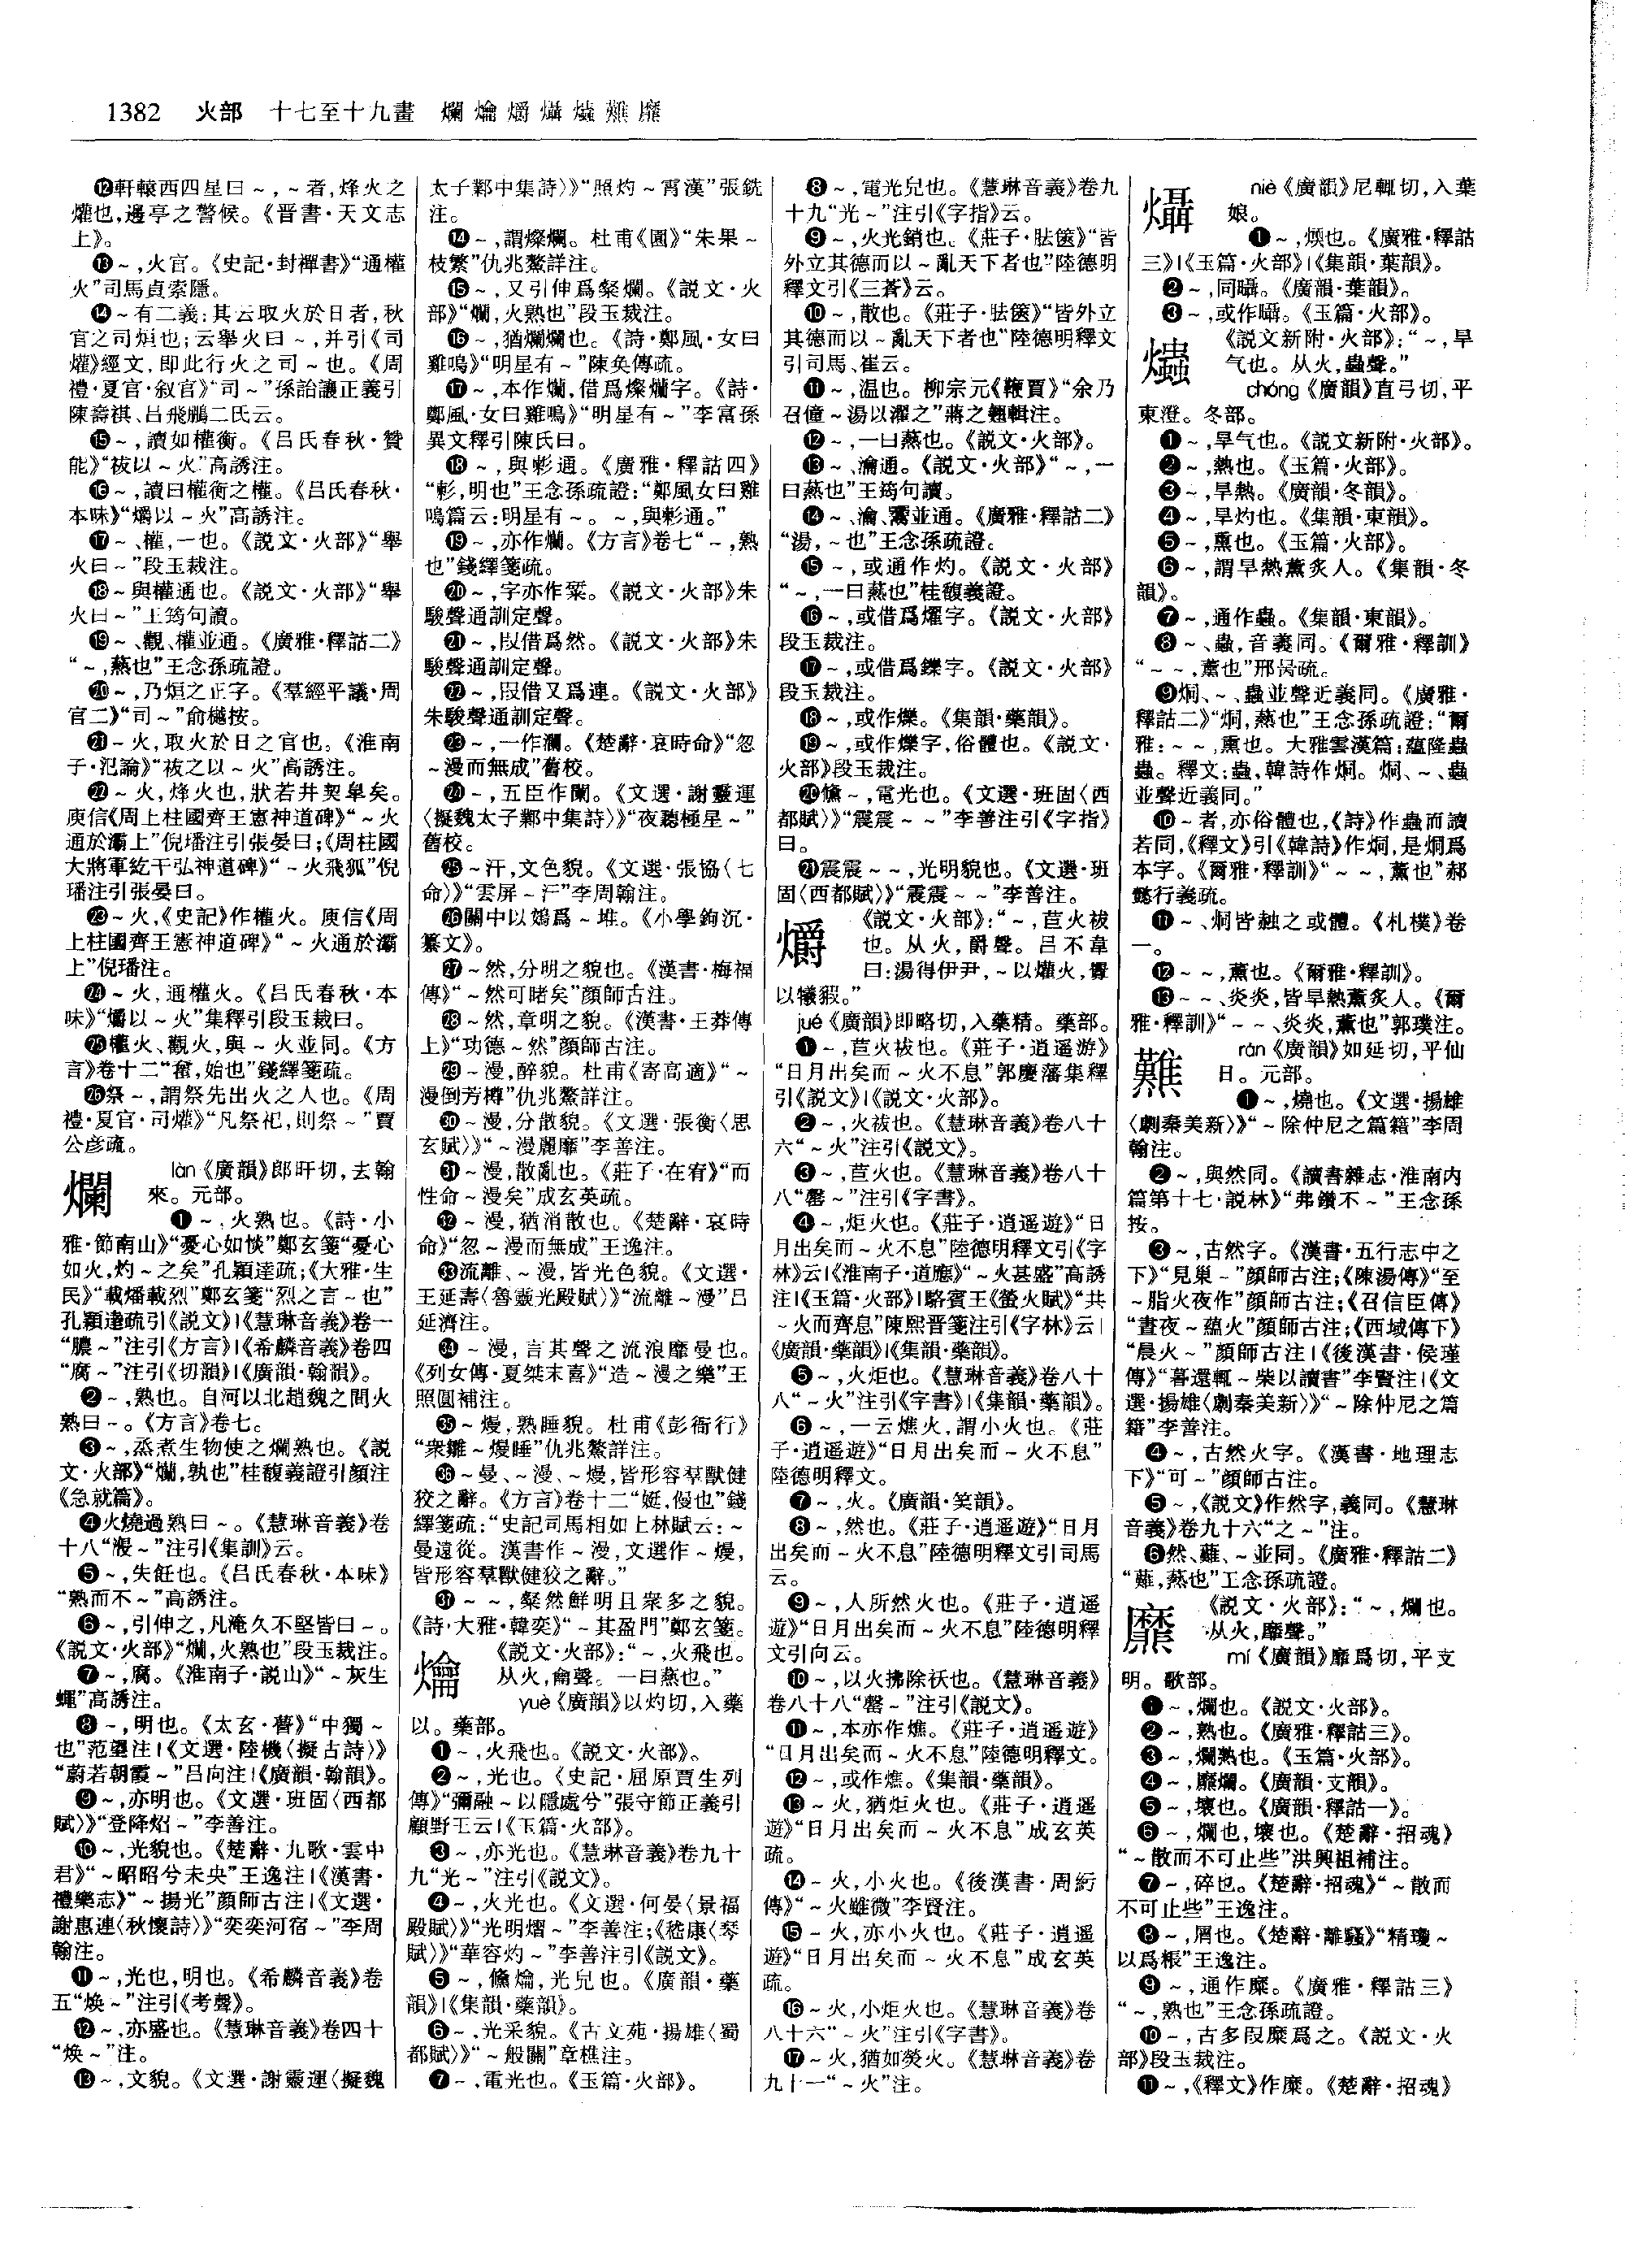 1382 火部 十七至十九畫 爛爚爝爞𤑹𤓉爢
⓬軒轅西四星曰～,～者,烽火之
爟也,邊亭之警候。《晋書·天文志
上》。
⓭～,火官。《史記·封禪書》“通權
火”司馬貞索隱。
⓮～有二義:其云取火於日者,秋
官之司烜也;云舉火曰～,并引《司
爟》經文,即此行火之司～也。《周
禮·夏官·叙官》“司～”孫詒讓正義引
陳壽祺、吕飛鵬二氏云。
⓯～,讀如權衡。《吕氏春秋·贊
能》“祓以～火”高誘注。
⓰～,讀曰權衡之權。《吕氏春秋·
本味》“爝以～火”高誘注。
⓱～、權,一也。《説文·火部》“舉
火曰～”段玉裁注。
⓲～與權通也。《説文·火部》“舉
火曰～”王筠句讀。
⓳～、觀、權並通。《廣雅·釋詁二》
“～,爇也”王念孫疏證。
⓴～,乃烜之正字。《羣經平議·周
官二》“司～”俞樾按。
㉑～火,取火於日之官也。《淮南
子·氾論》“祓之以～火”高誘注。
㉒～火,烽火也,狀若井契皋矣。
庾信《周上柱國齊王憲神道碑》“～火
通於灞上”倪璠注引張晏曰;《周柱國
大將軍紇干弘神道碑》“～火飛狐”倪
璠注引張晏曰。
㉓～火,《史記》作權火。庾信《周
上柱國齊王憲神道碑》“～火通於灞
上”倪璠注。
㉔～火,通權火。《吕氏春秋·本
味》“爝以～火”集釋引段玉裁曰。
㉕權火、觀火,與～火並同。《方
言》卷十二“雚,始也”錢繹箋疏。
㉖祭～,謂祭先出火之人也。《周
禮·夏官·司爟》“凡祭祀,則祭～”賈
公彦疏。
爛 làn《廣韻》郎旰切,去翰
來。元部。
❶～,火熟也。《詩·小
雅·節南山》“憂心如惔”鄭玄箋“憂心
如火,灼～之矣”孔穎達疏;《大雅·生
民》“載燔載烈”鄭玄箋“烈之言～也”
孔穎達疏引《説文》|《慧琳音義》卷一
“膿～”注引《方言》|《希麟音義》卷四
“腐～”注引《切韻》|《廣韻·翰韻》。
❷～,熟也。自河以北趙魏之間火
熟曰～。《方言》卷七。
❸～,烝煮生物使之爛熟也。《説
文·火部》“爛,孰也”桂馥義證引顏注
《急就篇》。
❹火燒過熟曰～。《慧琳音義》卷
十八“腏～”注引《集訓》云。
❺～,失飪也。《吕氏春秋·本味》
“熟而不～”高誘注。
❻～,引伸之,凡淹久不堅皆曰～。
《説文·火部》“爛,火熟也”段玉裁注。
❼～,腐。《淮南子·説山》“～灰生
蠅”高誘注。
❽～,明也。《太玄·瞢》“中獨～
也”范望注|《文選·陸機〈擬古詩〉》
“蔚若朝霞～”吕向注|《廣韻·翰韻》。
❾～,亦明也。《文選·班固〈西都
賦〉》“登降炤～”李善注。
❿～,光貌也。《楚辭·九歌·雲中
君》“～昭昭兮未央”王逸注|《漢書·
禮樂志》“～揚光”顏師古注|《文選·
謝惠連〈秋懷詩〉》“奕奕河宿～”李周
翰注。
⓫～,光也,明也。《希麟音義》卷
五“焕～”注引《考聲》。
⓬～,亦盛也。《慧琳音義》卷四十
“焕～”注。
⓭～,文貌。《文選·謝靈運〈擬魏
太子鄴中集詩〉》“照灼～霄漢”張銑
注。
⓮～,謂燦爛。杜甫《園》“朱果～
枝繁”仇兆鰲詳注。
⓯～,又引伸爲粲爛。《説文·火
部》“爛,火熟也”段玉裁注。
⓰～,猶爛爛也。《詩·鄭風·女曰
雞鳴》“明星有～”陳奂傳疏。
⓱～,本作爛,借爲燦爛字。《詩·
鄭風·女曰雞鳴》“明星有～”李富孫
異文釋引陳氏曰。
⓲～,與彰通。《廣雅·釋詁四》
“彰,明也”王念孫疏證:“鄭風女曰雞
鳴篇云:明星有～。～,與彰通。”
⓳～,亦作爛。《方言》卷七“～,熟
也”錢繹箋疏。
⓴～,字亦作粲。《説文·火部》朱
駿聲通訓定聲。
㉑～,叚借爲然。《説文·火部》朱
駿聲通訓定聲。
㉒～,叚借又爲連。《説文·火部》
朱駿聲通訓定聲。
㉓～,一作瀾。《楚辭·哀時命》“忽
～漫而無成”舊校。
㉔～,五臣作闌。《文選·謝靈運
〈擬魏太子鄴中集詩〉》“夜聽極星～”
舊校。
㉕～汗,文色貌。《文選·張協〈七
命〉》“雲屏～汗”李周翰注。
㉖關中以鴆爲～堆。《小學鉤沉·
纂文》。
㉗～然,分明之貌也。《漢書·梅福
傳》“～然可睹矣”顏師古注。
㉘～然,章明之貌。《漢書·王莽傳
上》“功德～然”顏師古注。
㉙～漫,醉貌。杜甫《寄高適》“～
漫倒芳樽”仇兆鰲詳注。
㉚～漫,分散貌。《文選·張衡〈思
玄賦〉》“～漫麗靡”李善注。
㉛～漫,散亂也。《莊子·在宥》“而
性命～漫矣”成玄英疏。
㉜～漫,猶消散也。《楚辭·哀時
命》“忽～漫而無成”王逸注。
㉝流離、～漫,皆光色貌。《文選·
王延壽〈魯靈光殿賦〉》“流離～漫”吕
延濟注。
㉞～漫,言其聲之流浪靡曼也。
《列女傳·夏桀末喜》“造～漫之樂”王
照圓補注。
㉟～熳,熟睡貌。杜甫《彭衙行》
“衆雛～熳睡”仇兆鰲詳注。
㊱～曼、～漫、～熳,皆形容羣獸健
狡之辭。《方言》卷十二“娗,僈也”錢
繹箋疏:“史記司馬相如上林賦云:～
曼遠從。漢書作～漫,文選作～熳,
皆形容羣獸健狡之辭。”
㊲～～,粲然鮮明且衆多之貌。
《詩·大雅·韓奕》“～其盈門”鄭玄箋。
爚 《説文·火部》:“～,火飛也。
从火,龠聲。一曰爇也。”
yuè《廣韻》以灼切,入藥
以。藥部。
❶～,火飛也。《説文·火部》。
❷～,光也。《史記·屈原賈生列
傳》“彌融～以隱處兮”張守節正義引
顧野王云|《玉篇·火部》。
❸～,亦光也。《慧琳音義》卷九十
九“光～”注引《説文》。
❹～,火光也。《文選·何晏〈景福
殿賦〉》“光明熠～”李善注;《嵇康〈琴
賦〉》“華容灼～”李善注引《説文》。
❺～,儵爚,光皃也。《廣韻·藥
韻》|《集韻·藥韻》。
❻～,光采貌。《古文苑·揚雄〈蜀
都賦〉》“～般闐”章樵注。
❼～,電光也。《玉篇·火部》。
❽～,電光皃也。《慧琳音義》卷九
十九“光～”注引《字指》云。
❾～,火光銷也。《莊子·胠篋》“皆
外立其德而以～亂天下者也”陸德明
釋文引《三蒼》云。
❿～,散也。《莊子·胠篋》“皆外立
其德而以～亂天下者也”陸德明釋文
引司馬、崔云。
⓫～,温也。柳宗元《鞭賈》“余乃
召僮～湯以濯之”蔣之翹輯注。
⓬～,一曰爇也。《説文·火部》。
⓭～、瀹通。《説文·火部》“～,一
曰爇也”王筠句讀。
⓮～、瀹、鬻並通。《廣雅·釋詁二》
“湯,～也”王念孫疏證。
⓯～,或通作灼。《説文·火部》
“～,一曰爇也”桂馥義證。
⓰～,或借爲燿字。《説文·火部》
段玉裁注。
⓱～,或借爲鑠字。《説文·火部》
段玉裁注。
⓲～,或作爍。《集韻·藥韻》。
⓳～,或作爍字,俗體也。《説文·
火部》段玉裁注。
⓴儵～,電光也。《文選·班固〈西
都賦〉》“震震～～”李善注引《字指》
曰。
㉑震震～～,光明貌也。《文選·班
固〈西都賦〉》“震震～～”李善注。
爝 《説文·火部》:“～,苣火祓
也。从火,爵聲。吕不韋
曰:湯得伊尹,～以爟火,釁
以犧豭。”
jué《廣韻》即略切,入藥精。藥部。
❶～,苣火祓也。《莊子·逍遥游》
“日月出矣而～火不息”郭慶藩集釋
引《説文》|《説文·火部》。
❷～,火祓也。《慧琳音義》卷八十
六“～火”注引《説文》。
❸～,苣火也。《慧琳音義》卷八十
八“罄～”注引《字書》。
❹～,炬火也。《莊子·逍遥遊》“日
月出矣而～火不息”陸德明釋文引《字
林》云|《淮南子·道應》“～火甚盛”高誘
注|《玉篇·火部》|駱賓王《螢火賦》“共
～火而齊息”陳熙晋箋注引《字林》云|
《廣韻·藥韻》|《集韻·藥韻》。
❺～,火炬也。《慧琳音義》卷八十
八“～火”注引《字書》|《集韻·藥韻》。
❻～,一云燋火,謂小火也。《莊
子·逍遥遊》“日月出矣而～火不息”
陸德明釋文。
❼～,火。《廣韻·笑韻》。
❽～,然也。《莊子·逍遥遊》“日月
出矣而～火不息”陸德明釋文引司馬
云。
❾～,人所然火也。《莊子·逍遥
遊》“日月出矣而～火不息”陸德明釋
文引向云。
❿～,以火拂除祅也。《慧琳音義》
卷八十八“罄～”注引《説文》。
⓫～,本亦作燋。《莊子·逍遥遊》
“日月出矣而～火不息”陸德明釋文。
⓬～,或作燋。《集韻·藥韻》。
⓭～火,猶炬火也。《莊子·逍遥
遊》“日月出矣而～火不息”成玄英
疏。
⓮～火,小火也。《後漢書·周紆
傳》“～火雖微”李賢注。
⓯～火,亦小火也。《莊子·逍遥
遊》“日月出矣而～火不息”成玄英
疏。
⓰～火,小炬火也。《慧琳音義》卷
八十六“～火”注引《字書》。
⓱～火,猶如熒火。《慧琳音義》卷
九十一“～火”注。
niè《廣韻》尼輒切,入葉
娘。
❶～,煗也。《廣雅·釋詁
三》|《玉篇·火部》|《集韻·葉韻》。
❷～,同㬤。《廣韻·葉韻》。
❸～,或作㬤。《玉篇·火部》。
爞 《説文新附·火部》:“～,旱
气也。从火,蟲聲。”
chóng《廣韻》直弓切,平
東澄。冬部。
❶～,旱气也。《説文新附·火部》。
❷～,熱也。《玉篇·火部》。
❸～,旱熱。《廣韻·冬韻》。
❹～,旱灼也。《集韻·東韻》。
❺～,熏也。《玉篇·火部》。
❻～,謂旱熱薰炙人。《集韻·冬
韻》。
❼～,通作蟲。《集韻·東韻》。
❽～、蟲,音義同。《爾雅·釋訓》
“～～,薰也”邢昺疏。
❾烔、～、蟲並聲近義同。《廣雅·
釋詁二》“烔,爇也”王念孫疏證:“爾
雅:～～,熏也。大雅雲漢篇:蘊隆蟲
蟲。釋文:蟲,韓詩作烔。烔、～、蟲
並聲近義同。”
❿～者,亦俗體也,《詩》作蟲而讀
若同,《釋文》引《韓詩》作烔,是烔爲
本字。《爾雅·釋訓》“～～,薰也”郝
懿行義疏。
⓫～、烔皆融之或體。《札樸》卷
一。
⓬～～,薰也。《爾雅·釋訓》。
⓭～～、炎炎,皆旱熱薰炙人。《爾
雅·釋訓》“～～、炎炎,薰也”郭璞注。
rán《廣韻》如延切,平仙
日。元部。
❶～,燒也。《文選·揚雄
〈劇秦美新〉》“～除仲尼之篇籍”李周
翰注。
❷～,與然同。《讀書雜志·淮南内
篇第十七·説林》“弗鑽不～”王念孫
按。
❸～,古然字。《漢書·五行志中之
下》“見巢～”顏師古注;《陳湯傳》“至
～脂火夜作”顏師古注;《召信臣傳》
“晝夜～蘊火”顏師古注;《西域傳下》
“晨火～”顏師古注|《後漢書·侯瑾
傳》“暮還輒～柴以讀書”李賢注|《文
選·揚雄〈劇秦美新〉》“～除仲尼之篇
籍”李善注。
❹～,古然火字。《漢書·地理志
下》“可～”顏師古注。
❺～,《説文》作然字,義同。《慧琳
音義》卷九十六“之～”注。
❻然、蘸、～並同。《廣雅·釋詁二》
“蘸,爇也”王念孫疏證。
爢 《説文·火部》:“～,爛也。
从火,靡聲。”
mí《廣韻》靡爲切,平支
明。歌部。
❶～,爛也。《説文·火部》。
❷～,熟也。《廣雅·釋詁三》。
❸～,爛熟也。《玉篇·火部》。
❹～,靡爛。《廣韻·支韻》。
❺～,壞也。《廣韻·釋詁一》。
❻～,爛也,壞也。《楚辭·招魂》
“～散而不可止些”洪興祖補注。
❼～,碎也。《楚辭·招魂》“～散而
不可止些”王逸注。
❽～,屑也。《楚辭·離騷》“精瓊～
以爲粻”王逸注。
❾～,通作糜。《廣雅·釋詁三》
“～,熟也”王念孫疏證。
❿～,古多叚糜爲之。《説文·火
部》段玉裁注。
⓫～,《釋文》作糜。《楚辭·招魂》